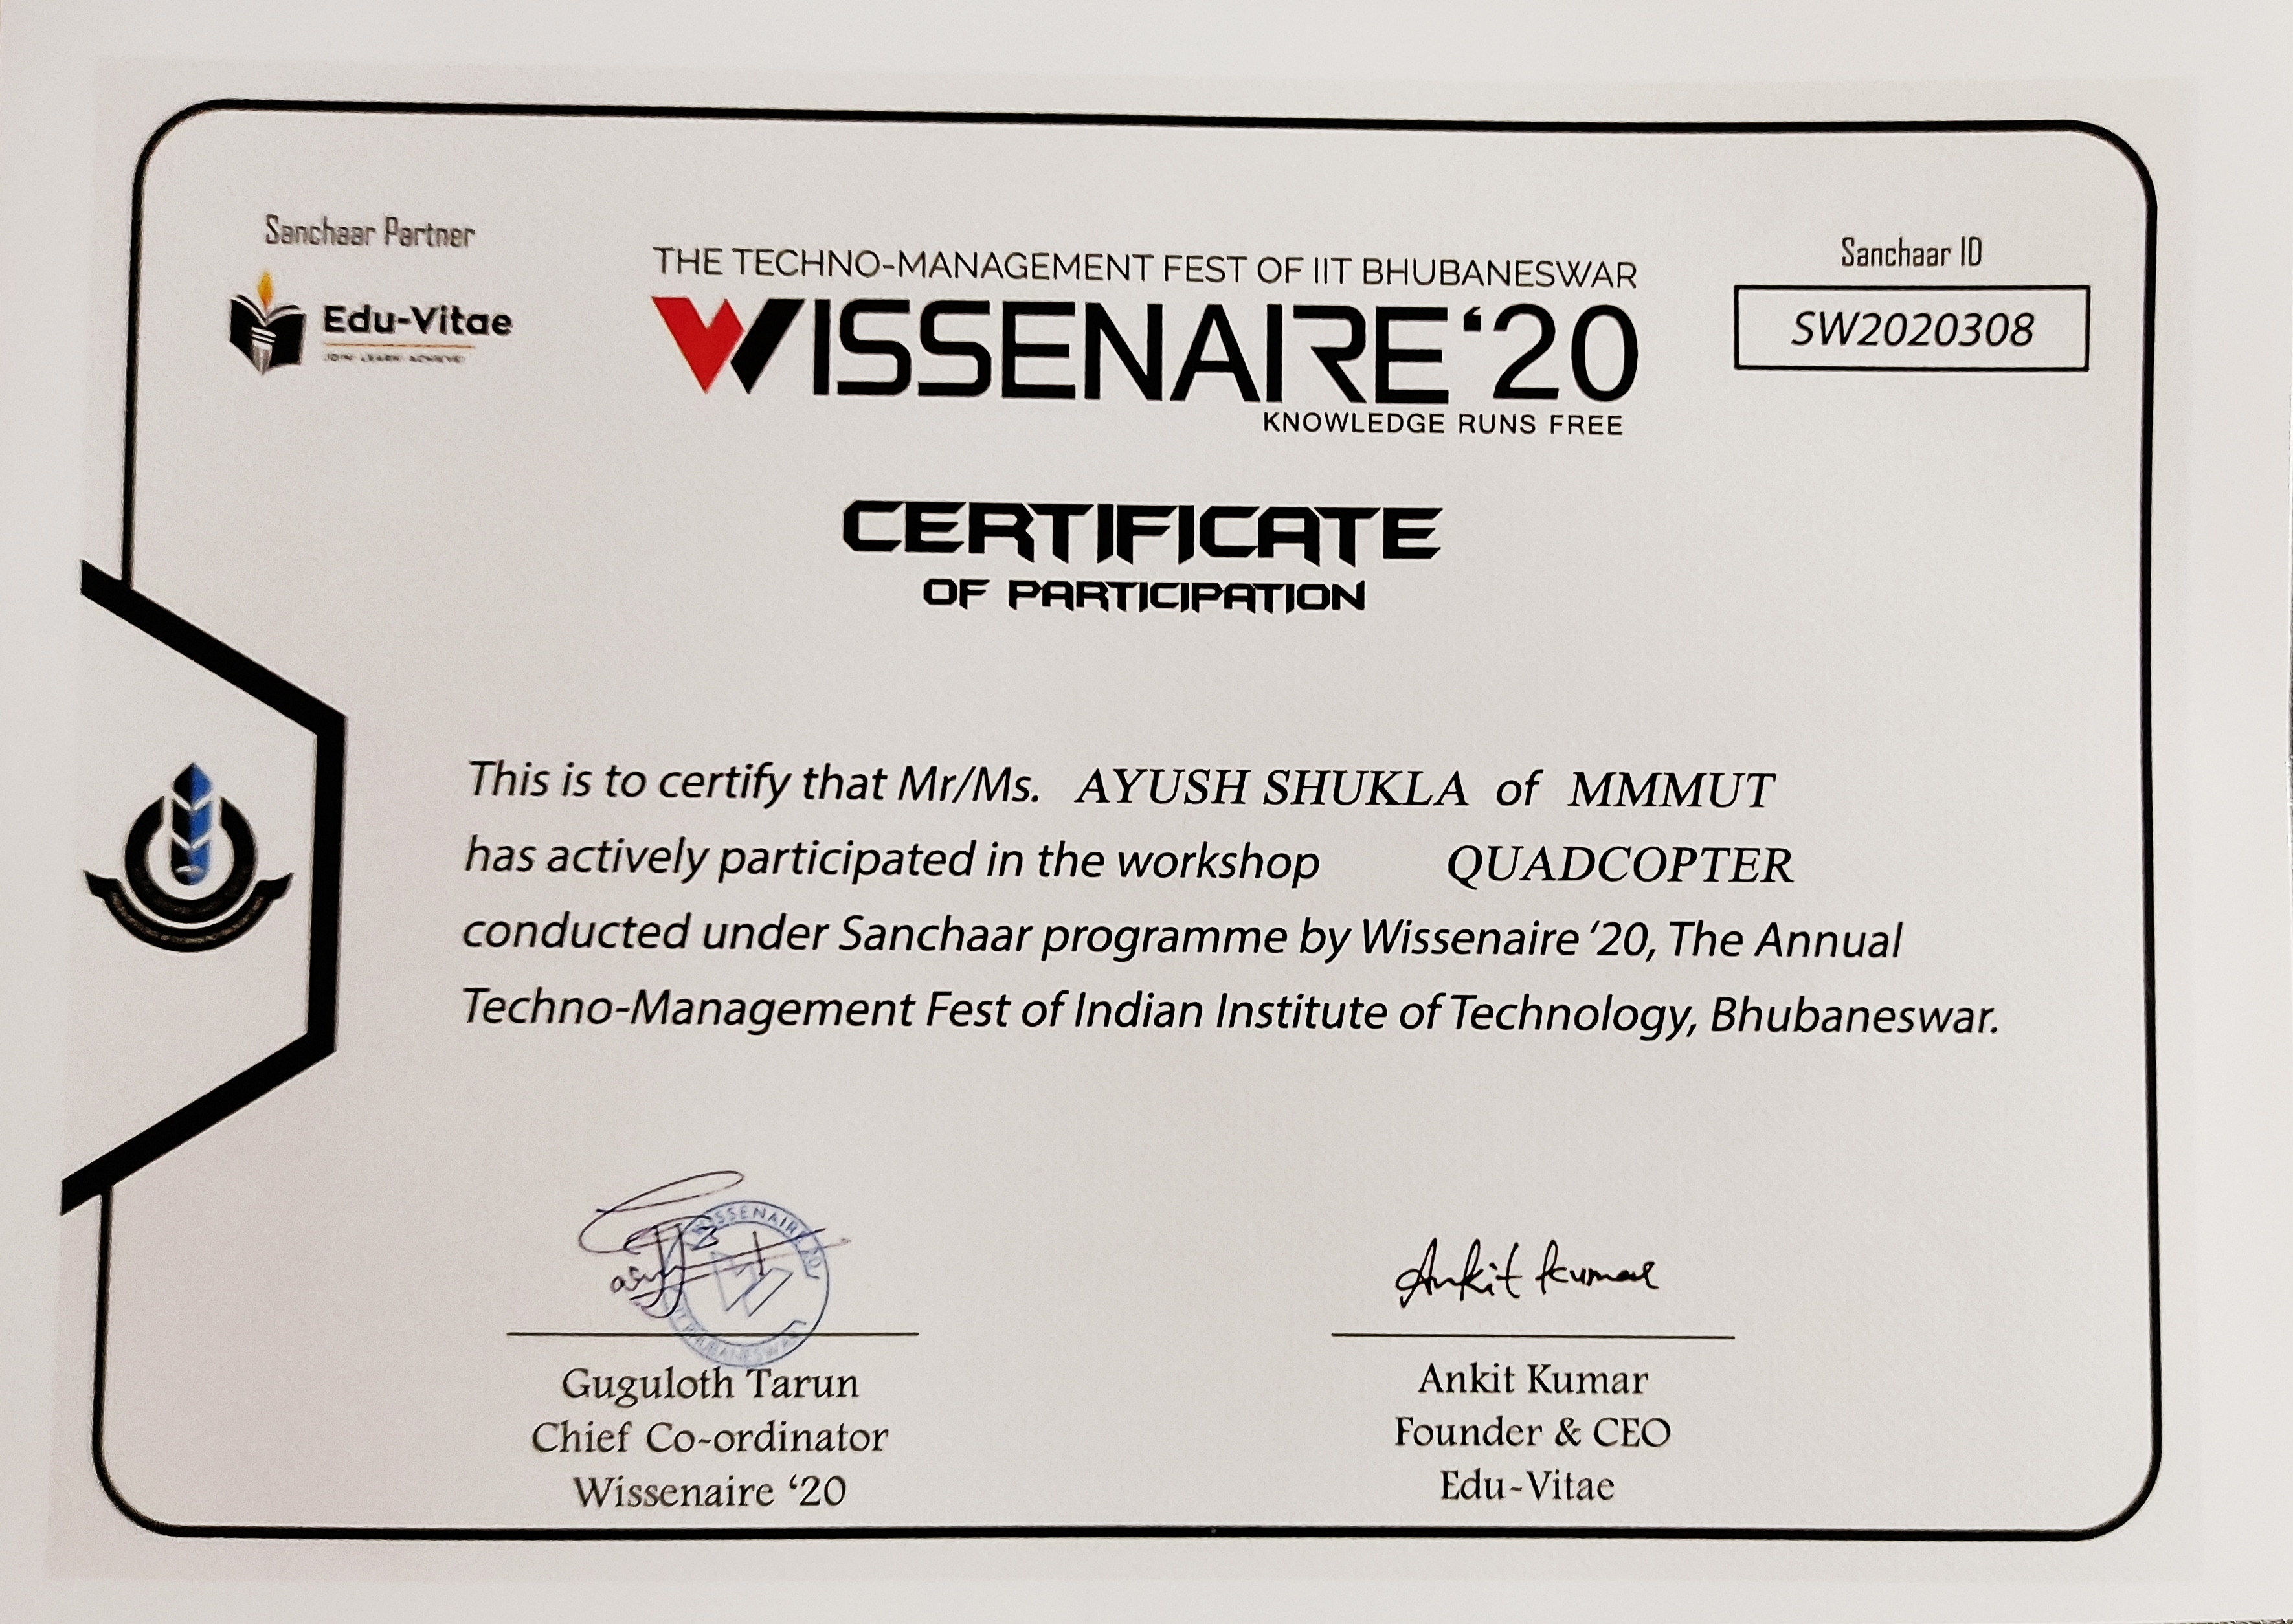 Sanchaar Partner
Edu-Vitae
JOIN LEARN ACHIEVE
THE TECHNO-MANAGEMENT FEST OF IIT BHUBANESWAR
WISSENAIRE‘20
KNOWLEDGE RUNS FREE
Sanchaar ID
SW2020308
CERTIFICATE
OF PARTICIPATION
This is to certify that Mr/Ms. AYUSH SHUKLA of MMMUT
has actively participated in the workshop QUADCOPTER
conducted under Sanchaar programme by Wissenaire ‘20, The Annual
Techno-Management Fest of Indian Institute of Technology, Bhubaneswar.
WISSENAIRE '20
IIT BHUBANESWAR
Ankit Kumar
Guguloth Tarun
Chief Co-ordinator
Wissenaire ‘20
Ankit Kumar
Founder & CEO
Edu-Vitae